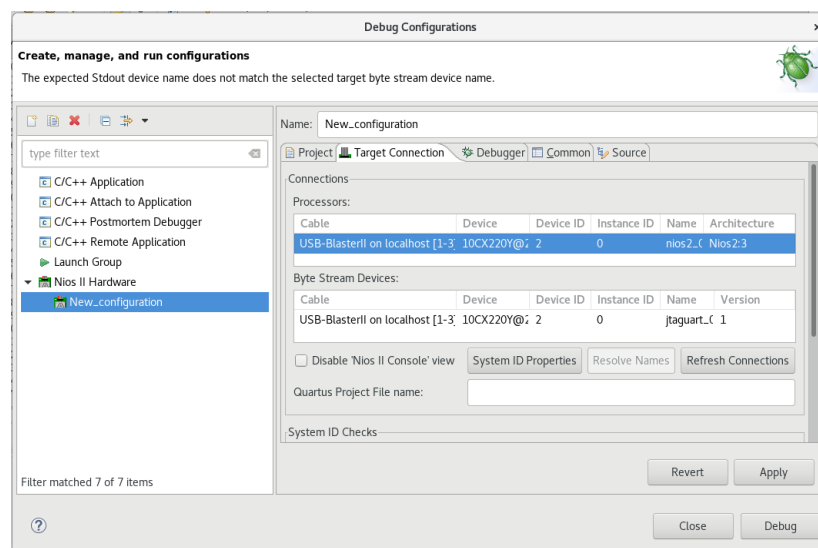 Debug Configurations
Create, manage, and run configurations
The expected Stdout device name does not match the selected target byte stream device name.
type filter text
C/C++ Application
C/C++ Attach to Application
C/C++ Postmortem Debugger
C/C++ Remote Application
Launch Group
Nios II Hardware
New_configuration
Filter matched 7 of 7 items
Name: New_configuration
Project Target Connection Debugger Common Source
Connections
Processors:
Cable Device Device ID Instance ID Name Architecture
USB-BlasterII on localhost [1-3] 10CX220Y@2 2 0 nios2_( Nios2:3
Byte Stream Devices:
Cable Device Device ID Instance ID Name Version
USB-BlasterII on localhost [1-3] 10CX220Y@2 2 0 jtaguart_( 1
Disable 'Nios II Console' view System ID Properties Resolve Names Refresh Connections
Quartus Project File name:
System ID Checks
Revert Apply
Close Debug